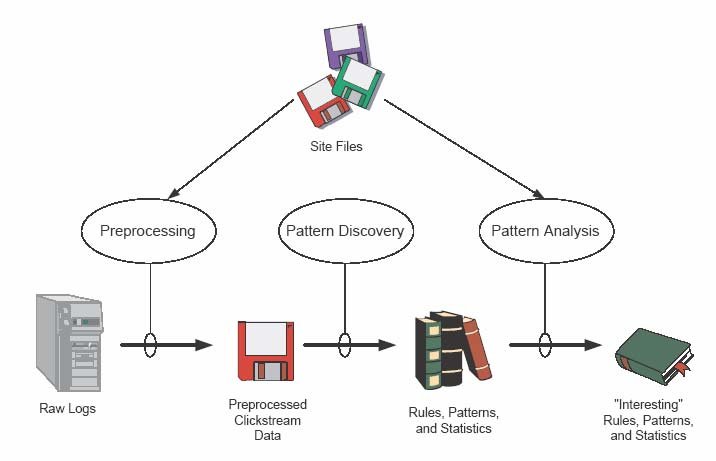 Site Files
Preprocessing
Pattern Discovery
Pattern Analysis
Raw Logs
Preprocessed
Clickstream
Data
Rules, Patterns,
and Statistics
"Interesting"
Rules, Patterns,
and Statistics